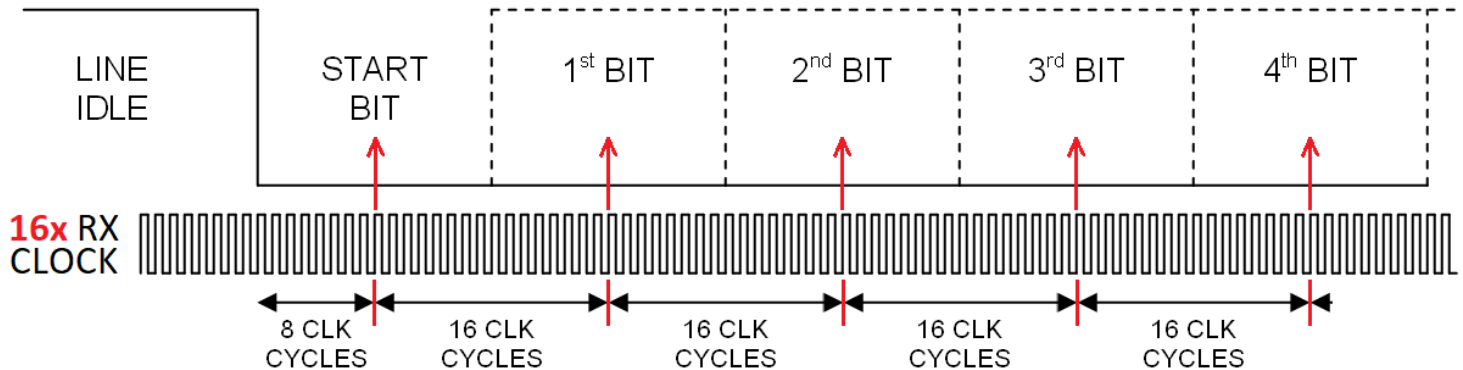 LINE
IDLE
START
BIT
1st BIT
2nd BIT
3rd BIT
4th BIT
16x RX
CLOCK
8 CLK
CYCLES
16 CLK
CYCLES
16 CLK
CYCLES
16 CLK
CYCLES
16 CLK
CYCLES